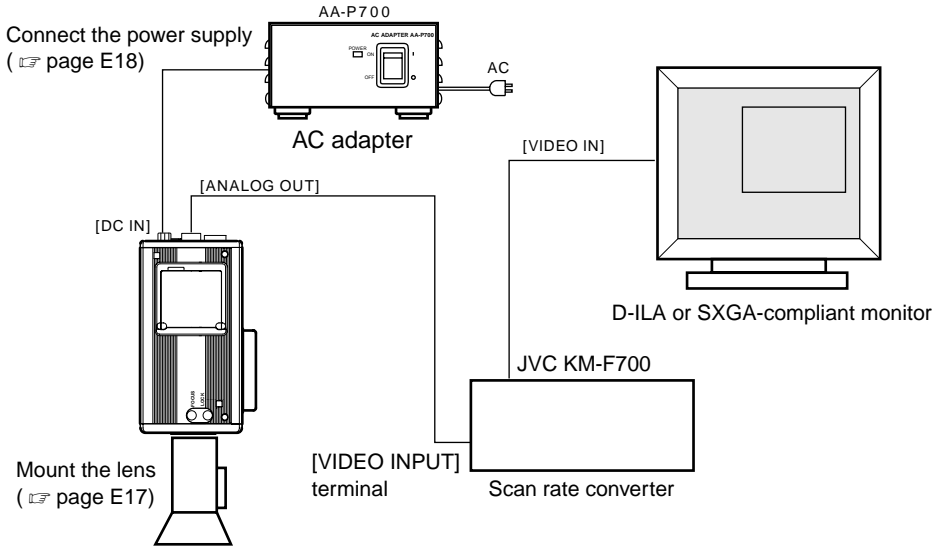 AA-P700
Connect the power supply
( ☞ page E18)
AC ADAPTER AA-P700
POWER
ON
I
OFF
O
AC
AC adapter
[VIDEO IN]
[ANALOG OUT]
[DC IN]
D-ILA or SXGA-compliant monitor
JVC KM-F700
FOCUS
LOCK
Mount the lens
( ☞ page E17)
[VIDEO INPUT]
terminal
Scan rate converter